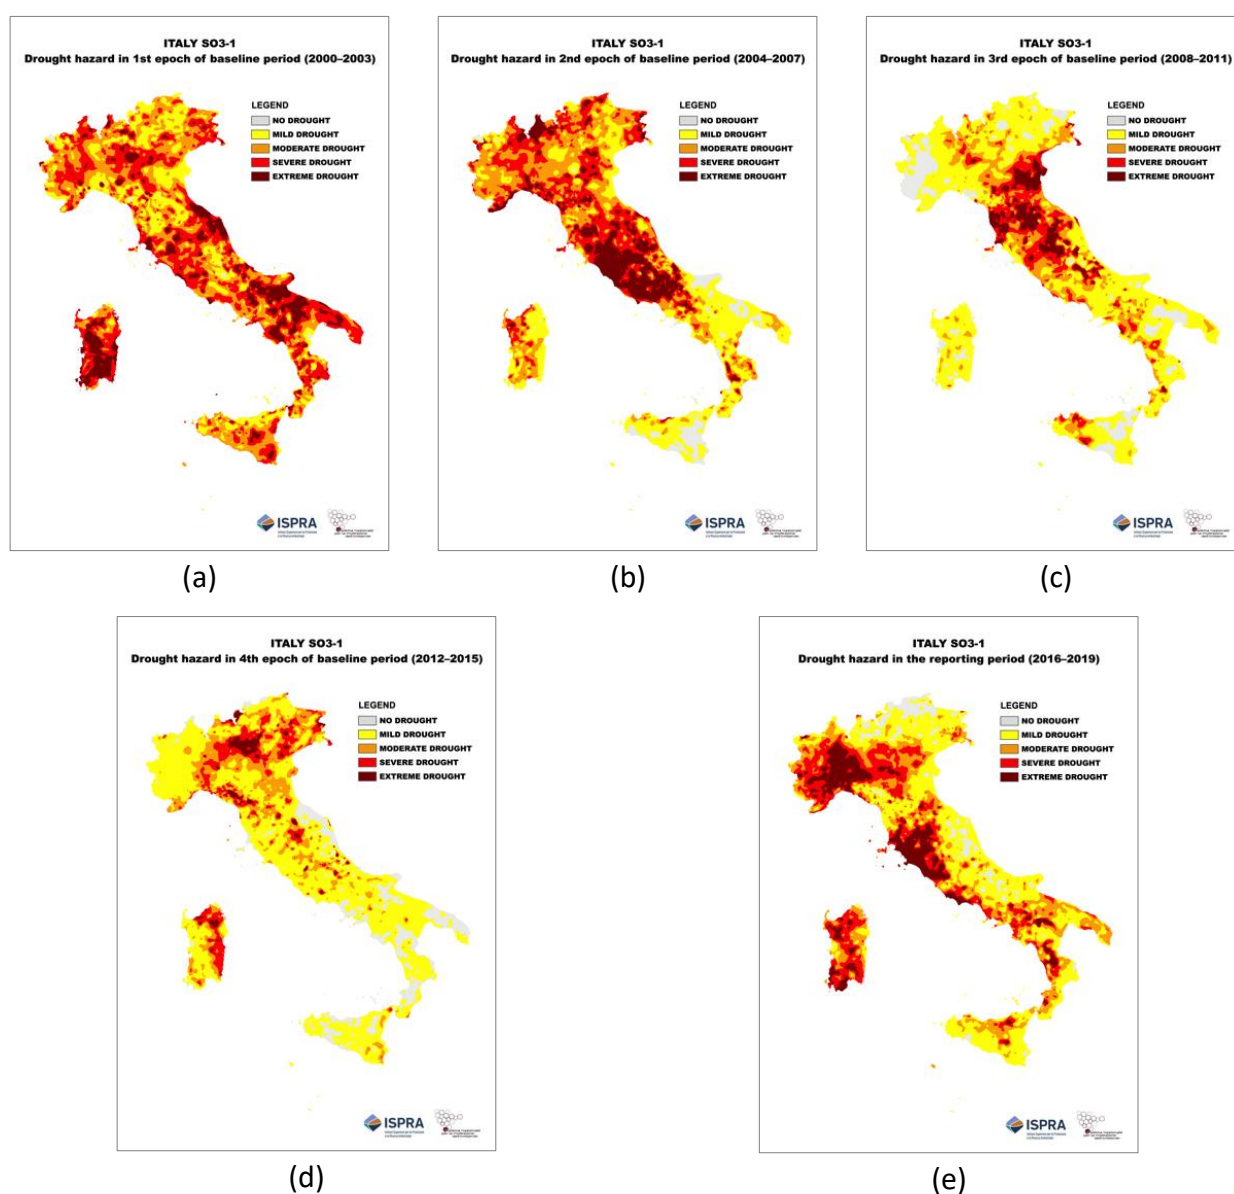 ITALY SO3-1
Drought hazard in 1st epoch of baseline period (2000–2003)
LEGEND
NO DROUGHT
MILD DROUGHT
MODERATE DROUGHT
SEVERE DROUGHT
EXTREME DROUGHT
ISPRA
(a)
ITALY SO3-1
Drought hazard in 2nd epoch of baseline period (2004–2007)
LEGEND
NO DROUGHT
MILD DROUGHT
MODERATE DROUGHT
SEVERE DROUGHT
EXTREME DROUGHT
ISPRA
(b)
ITALY SO3-1
Drought hazard in 3rd epoch of baseline period (2008–2011)
LEGEND
NO DROUGHT
MILD DROUGHT
MODERATE DROUGHT
SEVERE DROUGHT
EXTREME DROUGHT
ISPRA
(c)
ITALY SO3-1
Drought hazard in 4th epoch of baseline period (2012–2015)
LEGEND
NO DROUGHT
MILD DROUGHT
MODERATE DROUGHT
SEVERE DROUGHT
EXTREME DROUGHT
ISPRA
(d)
ITALY SO3-1
Drought hazard in the reporting period (2016–2019)
LEGEND
NO DROUGHT
MILD DROUGHT
MODERATE DROUGHT
SEVERE DROUGHT
EXTREME DROUGHT
ISPRA
(e)